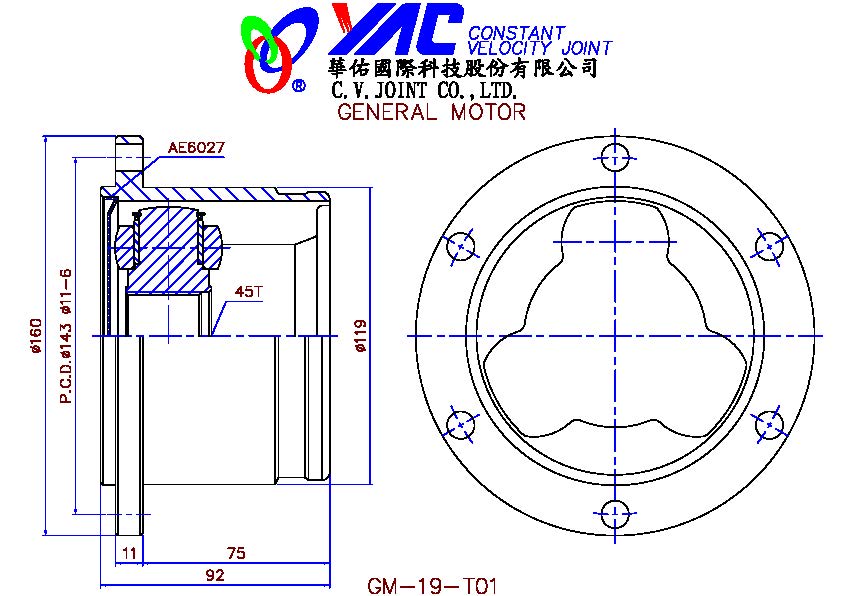 YAC CONSTANT
VELOCITY JOINT
®
華佑國際科技股份有限公司
C.V.JOINT CO.,LTD.
GENERAL MOTOR
AE6027
45T
ø160
P.C.D.ø143 ø11-6
ø119
11
75
92
GM-19-T01